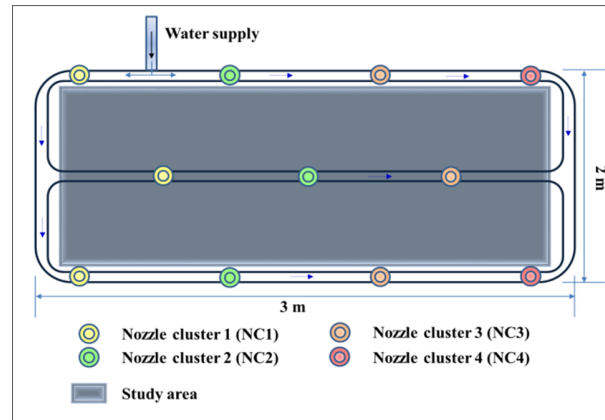 Water supply
2 m
3 m
Nozzle cluster 1 (NC1)
Nozzle cluster 3 (NC3)
Nozzle cluster 2 (NC2)
Nozzle cluster 4 (NC4)
Study area